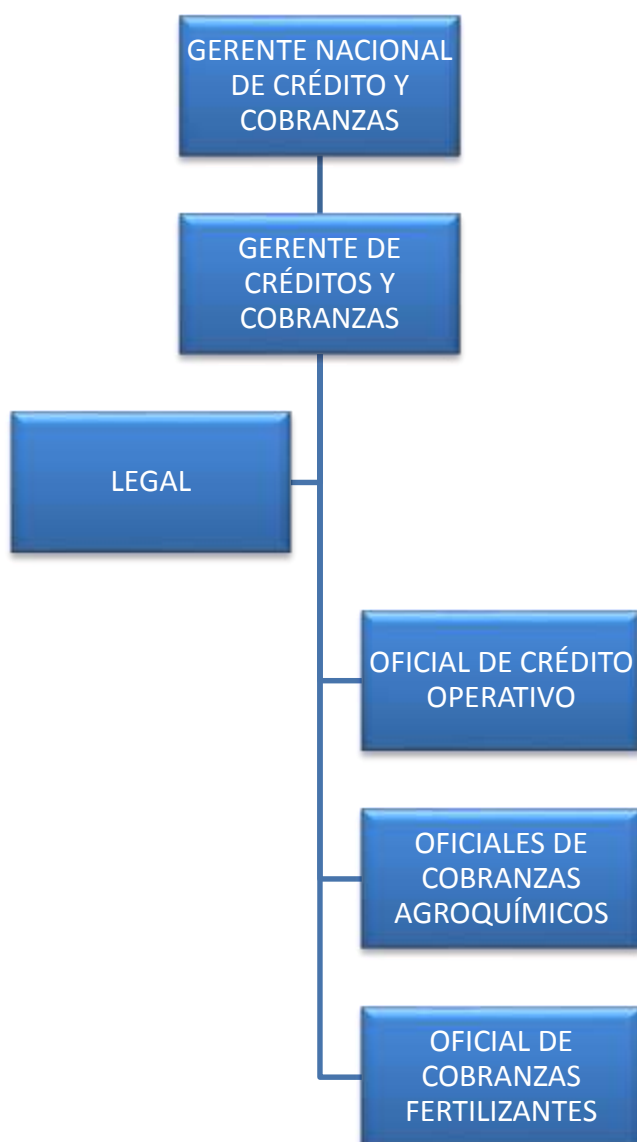 GERENTE NACIONAL
DE CRÉDITO Y
COBRANZAS
GERENTE DE
CRÉDITOS Y
COBRANZAS
LEGAL
OFICIAL DE CRÉDITO
OPERATIVO
OFICIALES DE
COBRANZAS
AGROQUÍMICOS
OFICIAL DE
COBRANZAS
FERTILIZANTES